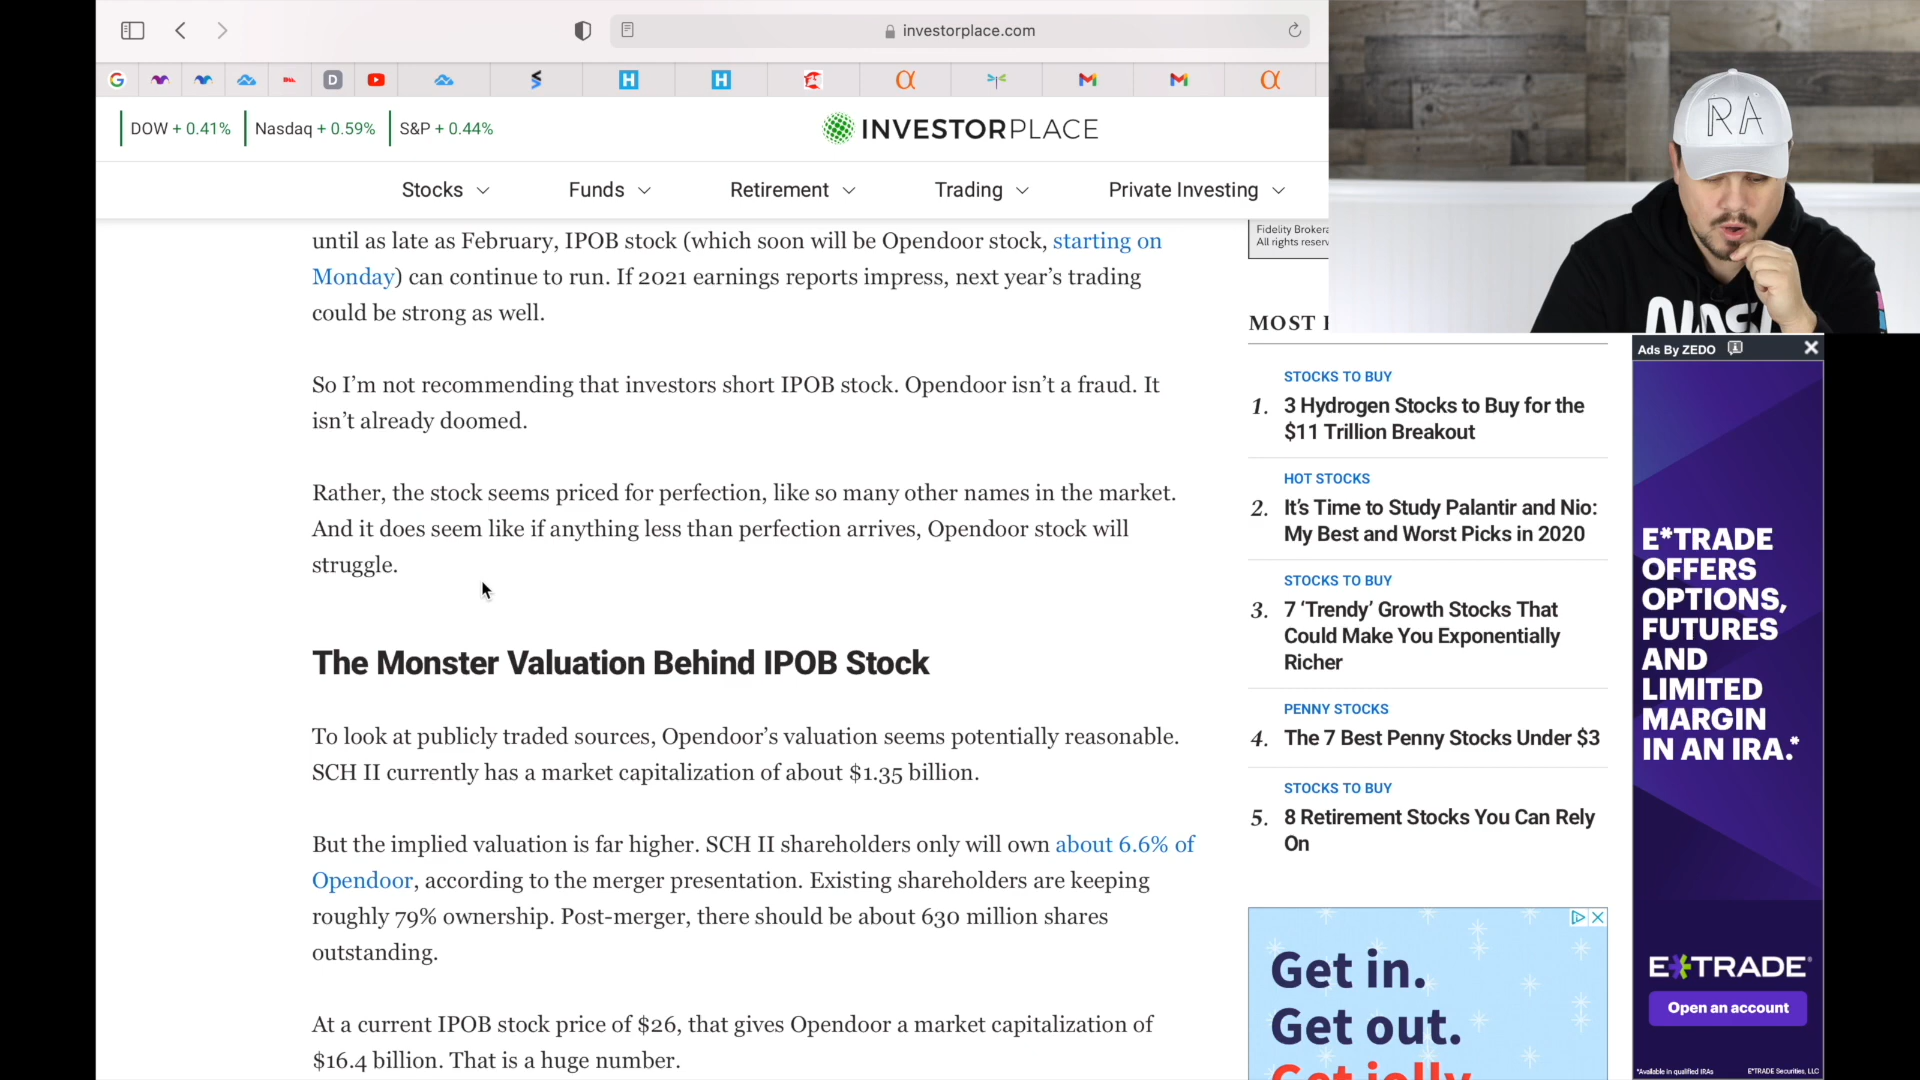 investorplace.com
DOW + 0.41%
Nasdaq + 0.59%
S&P + 0.44%
INVESTORPLACE
Stocks
Funds
Retirement
Trading
Private Investing
until as late as February, IPOB stock (which soon will be Opendoor stock, starting on
Monday) can continue to run. If 2021 earnings reports impress, next year’s trading
could be strong as well.
So I’m not recommending that investors short IPOB stock. Opendoor isn’t a fraud. It
isn’t already doomed.
Rather, the stock seems priced for perfection, like so many other names in the market.
And it does seem like if anything less than perfection arrives, Opendoor stock will
struggle.
The Monster Valuation Behind IPOB Stock
To look at publicly traded sources, Opendoor’s valuation seems potentially reasonable.
SCH II currently has a market capitalization of about $1.35 billion.
But the implied valuation is far higher. SCH II shareholders only will own about 6.6% of
Opendoor, according to the merger presentation. Existing shareholders are keeping
roughly 79% ownership. Post-merger, there should be about 630 million shares
outstanding.
At a current IPOB stock price of $26, that gives Opendoor a market capitalization of
$16.4 billion. That is a huge number.
Fidelity Brokera
All rights reserv
MOST
STOCKS TO BUY
1. 3 Hydrogen Stocks to Buy for the
$11 Trillion Breakout
HOT STOCKS
2. It’s Time to Study Palantir and Nio:
My Best and Worst Picks in 2020
STOCKS TO BUY
3. 7 ‘Trendy’ Growth Stocks That
Could Make You Exponentially
Richer
PENNY STOCKS
4. The 7 Best Penny Stocks Under $3
STOCKS TO BUY
5. 8 Retirement Stocks You Can Rely
On
Get in.
Get out.
Get jolly
RA
NASA
Ads By ZEDO
E*TRADE
OFFERS
OPTIONS,
FUTURES
AND
LIMITED
MARGIN
IN AN IRA.*
E*TRADE
Open an account
*Available in qualified IRAs
E*TRADE Securities, LLC